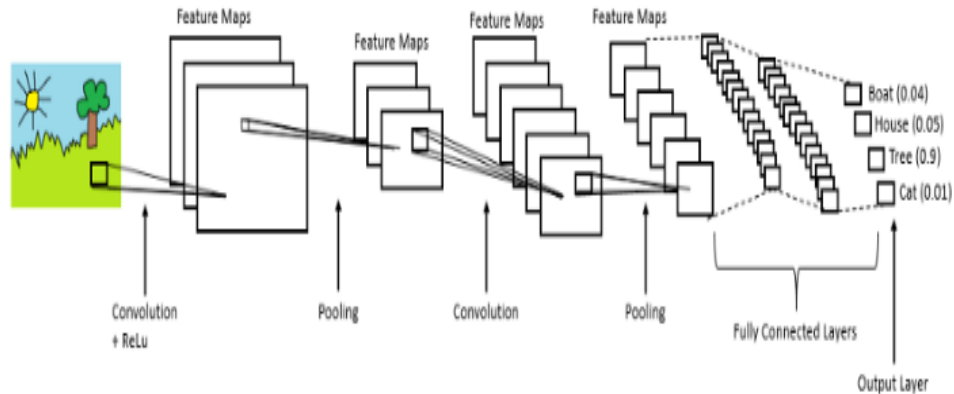 Feature Maps
Feature Maps
Feature Maps
Feature Maps
Boat (0.04)
House (0.05)
Tree (0.9)
Cat (0.01)
Convolution
+ ReLu
Pooling
Convolution
Pooling
Fully Connected Layers
Output Layer